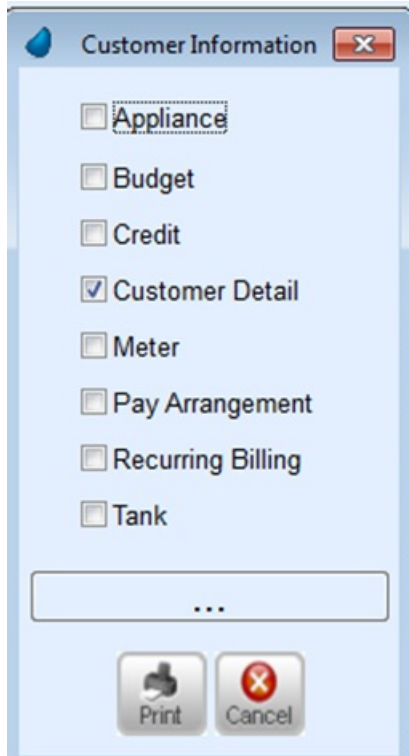 Customer Information
Appliance
Budget
Credit
Customer Detail
Meter
Pay Arrangement
Recurring Billing
Tank
...
Print Cancel